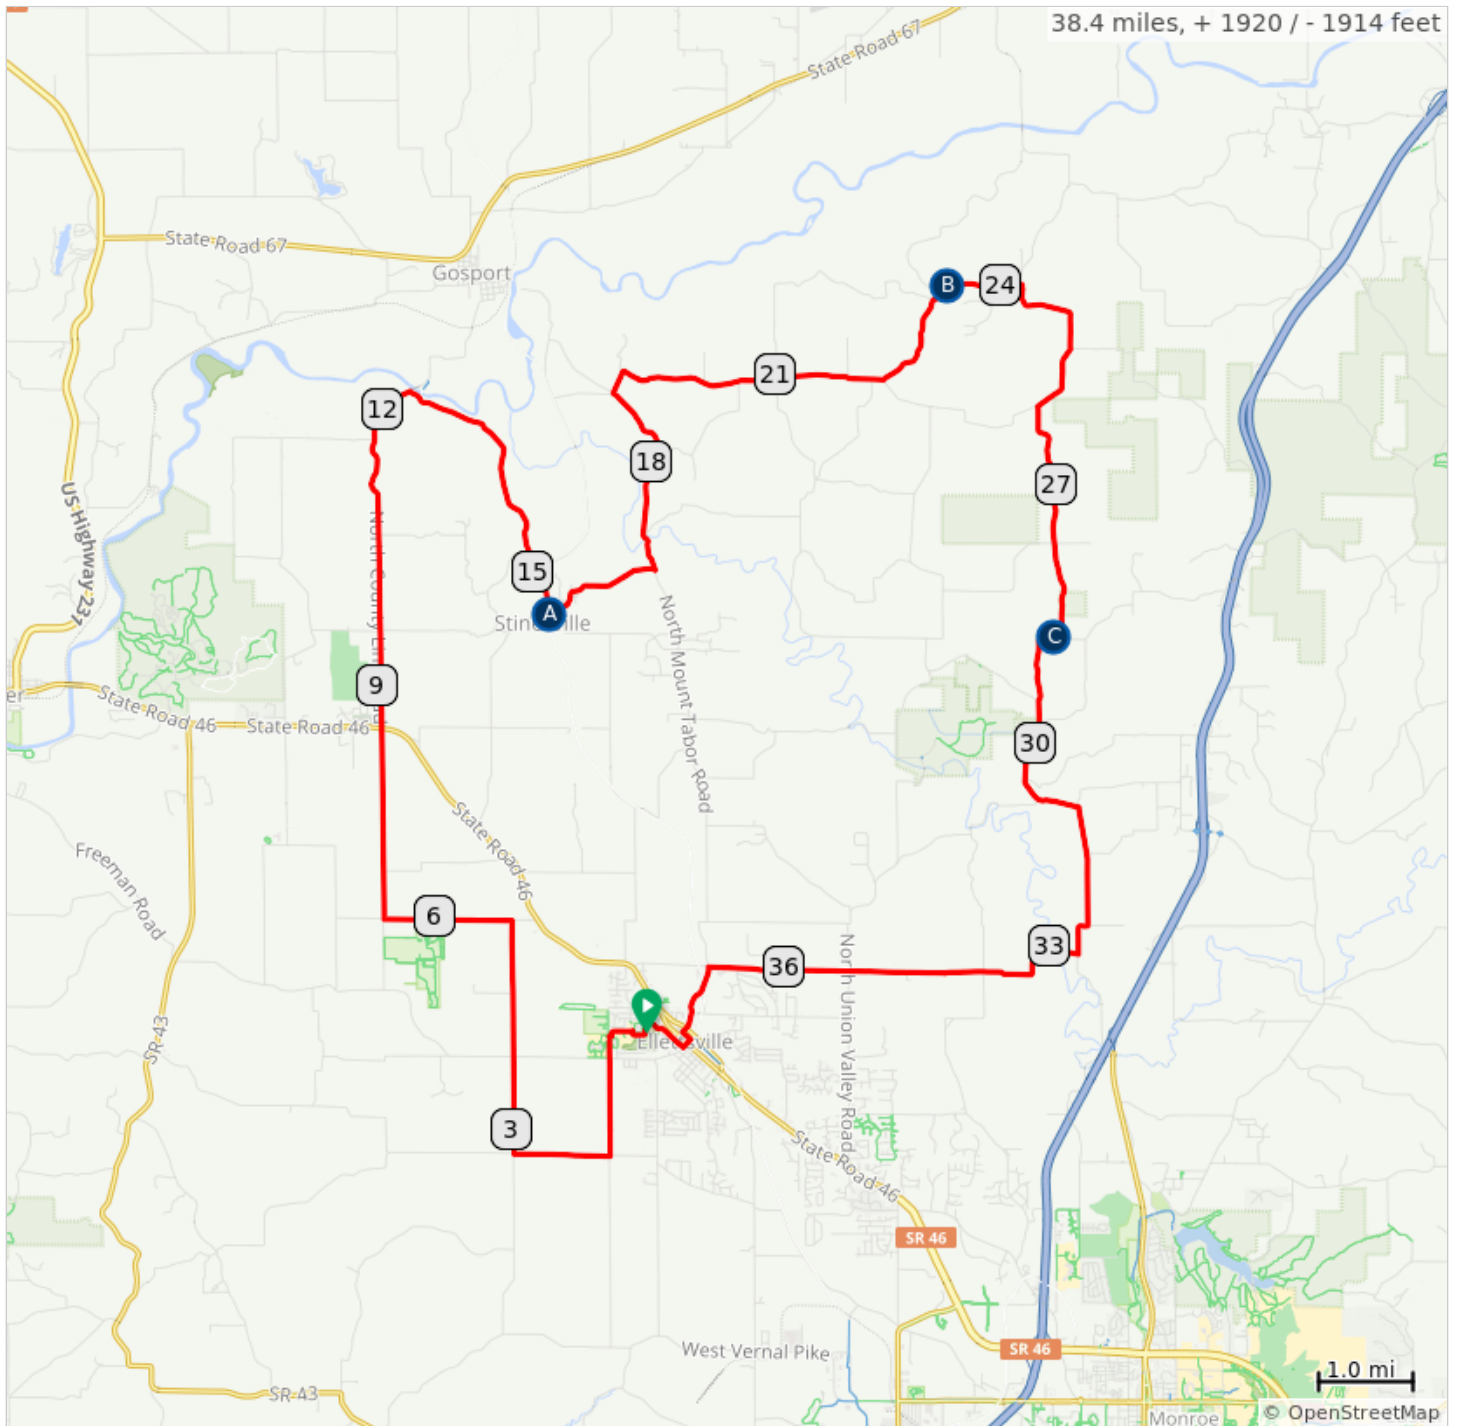 38.4 miles, + 1920 / - 1914 feet
State Road 67
State Road 67
Gosport
B
24
21
12
18
27
US Highway 231
15
A
C
North Mount Tabor Road
9
State Road 46
State Road 46
30
State Road 46
Freeman Road
6
33
36
North Union Valley Road
SR 43
3
State Road 46
SR 46
West Vernal Pike
SR 46
1.0 mi
SR 43
Monroe
© OpenStreetMap